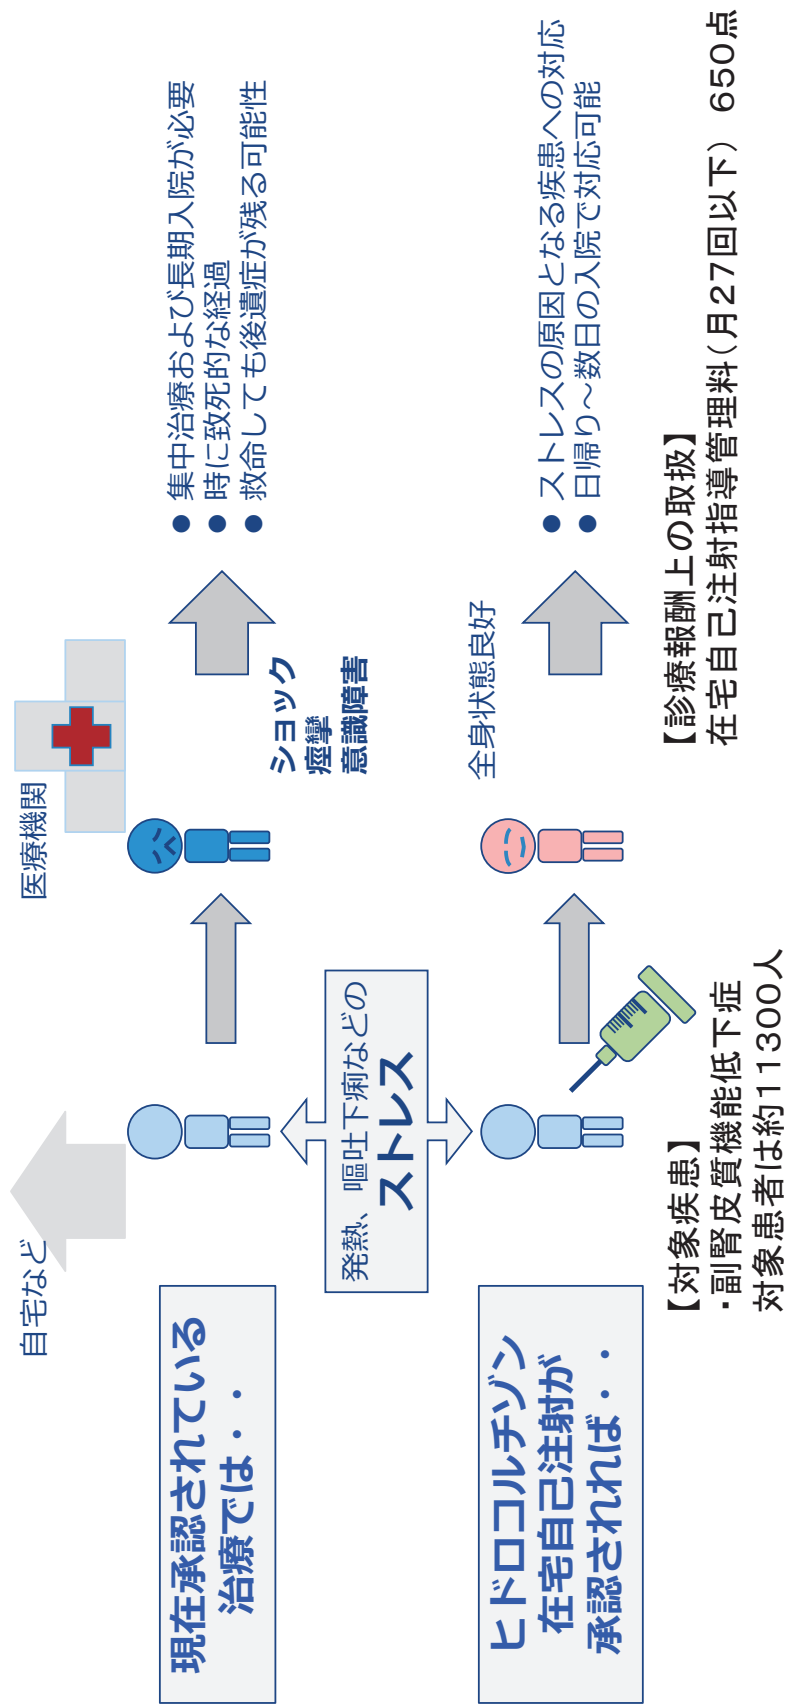 自宅など
医療機関
現在承認されている
治療では・・
発熱、嘔吐下痢などの
ストレス
ショック
痙攣
意識障害
● 集中治療および長期入院が必要
● 時に致死的な経過
● 救命しても後遺症が残る可能性
ヒドロコルチゾン
在宅自己注射が
承認されれば・・
全身状態良好
● ストレスの原因となる疾患への対応
● 日帰り～数日の入院で対応可能
【対象疾患】
・副腎皮質機能低下症
対象患者は約11300人
【診療報酬上の取扱】
在宅自己注射指導管理料(月27回以下) 650点